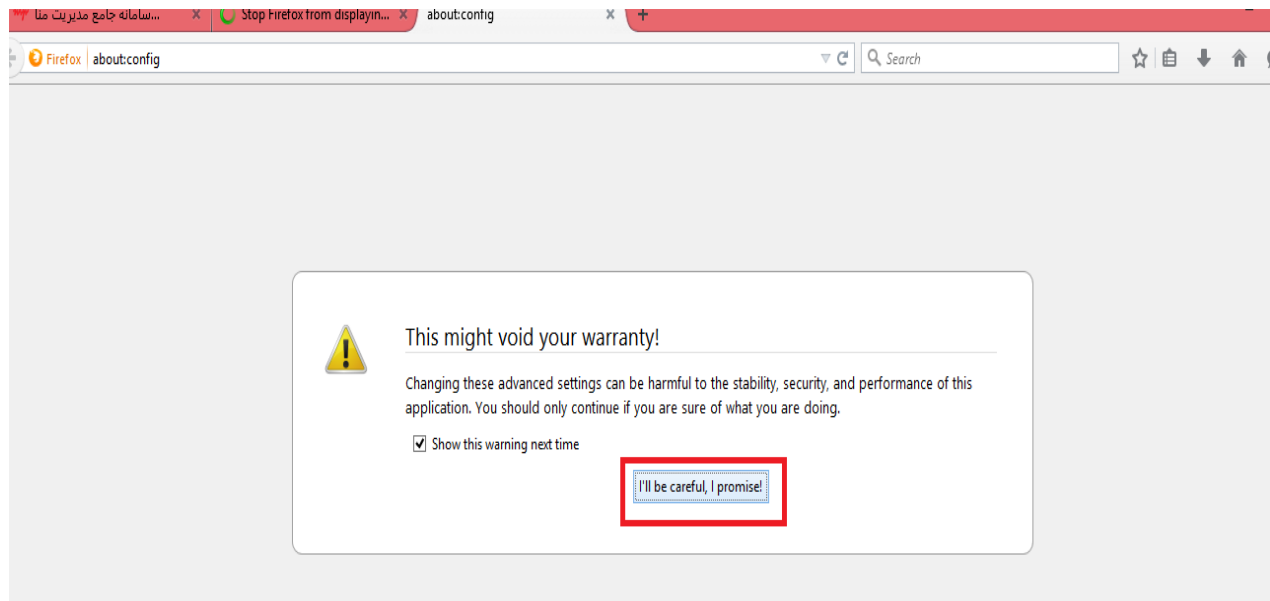 سامانه جامع مدیریت منا...
Stop Firefox from displayin...
about:config
Firefox about:config
Search
This might void your warranty!
Changing these advanced settings can be harmful to the stability, security, and performance of this
application. You should only continue if you are sure of what you are doing.
Show this warning next time
I'll be careful, I promise!